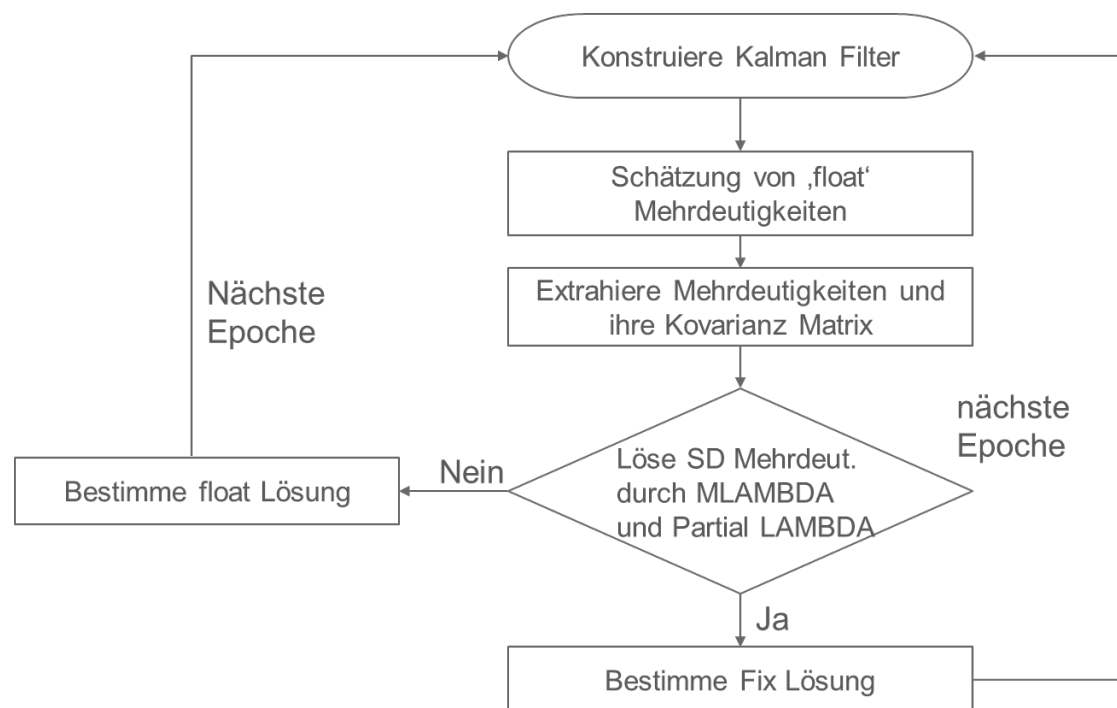 Konstruiere Kalman Filter
Schätzung von ‚float‘
Mehrdeutigkeiten
Nächste
Epoche
Extrahiere Mehrdeutigkeiten und
ihre Kovarianz Matrix
nächste
Epoche
Löse SD Mehrdeut.
durch MLAMBDA
und Partial LAMBDA
Nein
Bestimme float Lösung
Ja
Bestimme Fix Lösung